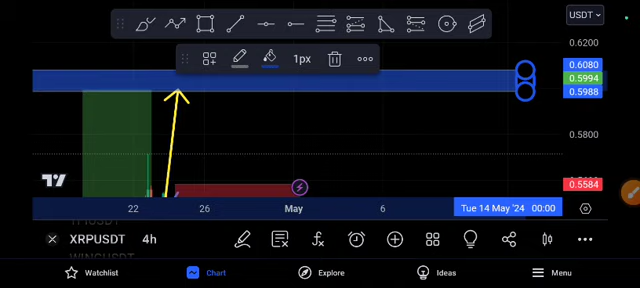 USDT
0.6200
1px
0.6080
0.5994
0.5988
0.5800
0.5584
22 26 May 6 Tue 14 May '24 00:00
XRPUSDT 4h
Watchlist Chart Explore Ideas Menu